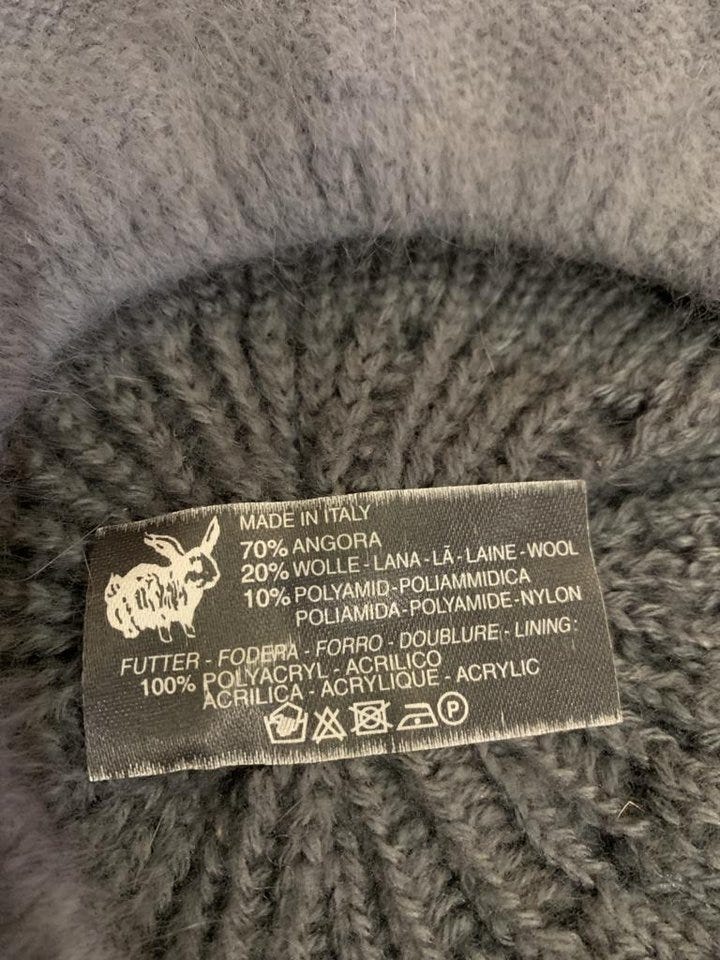 MADE IN ITALY
70% ANGORA
20% WOLLE-LANA-LÃ-LAINE-WOOL
10% POLYAMID-POLIAMMIDICA
POLIAMIDA-POLYAMIDE-NYLON
FUTTER - FODERA - FORRO - DOUBLURE - LINING:
100% POLYACRYL - ACRILICO
ACRILICA - ACRYLIQUE - ACRYLIC
P